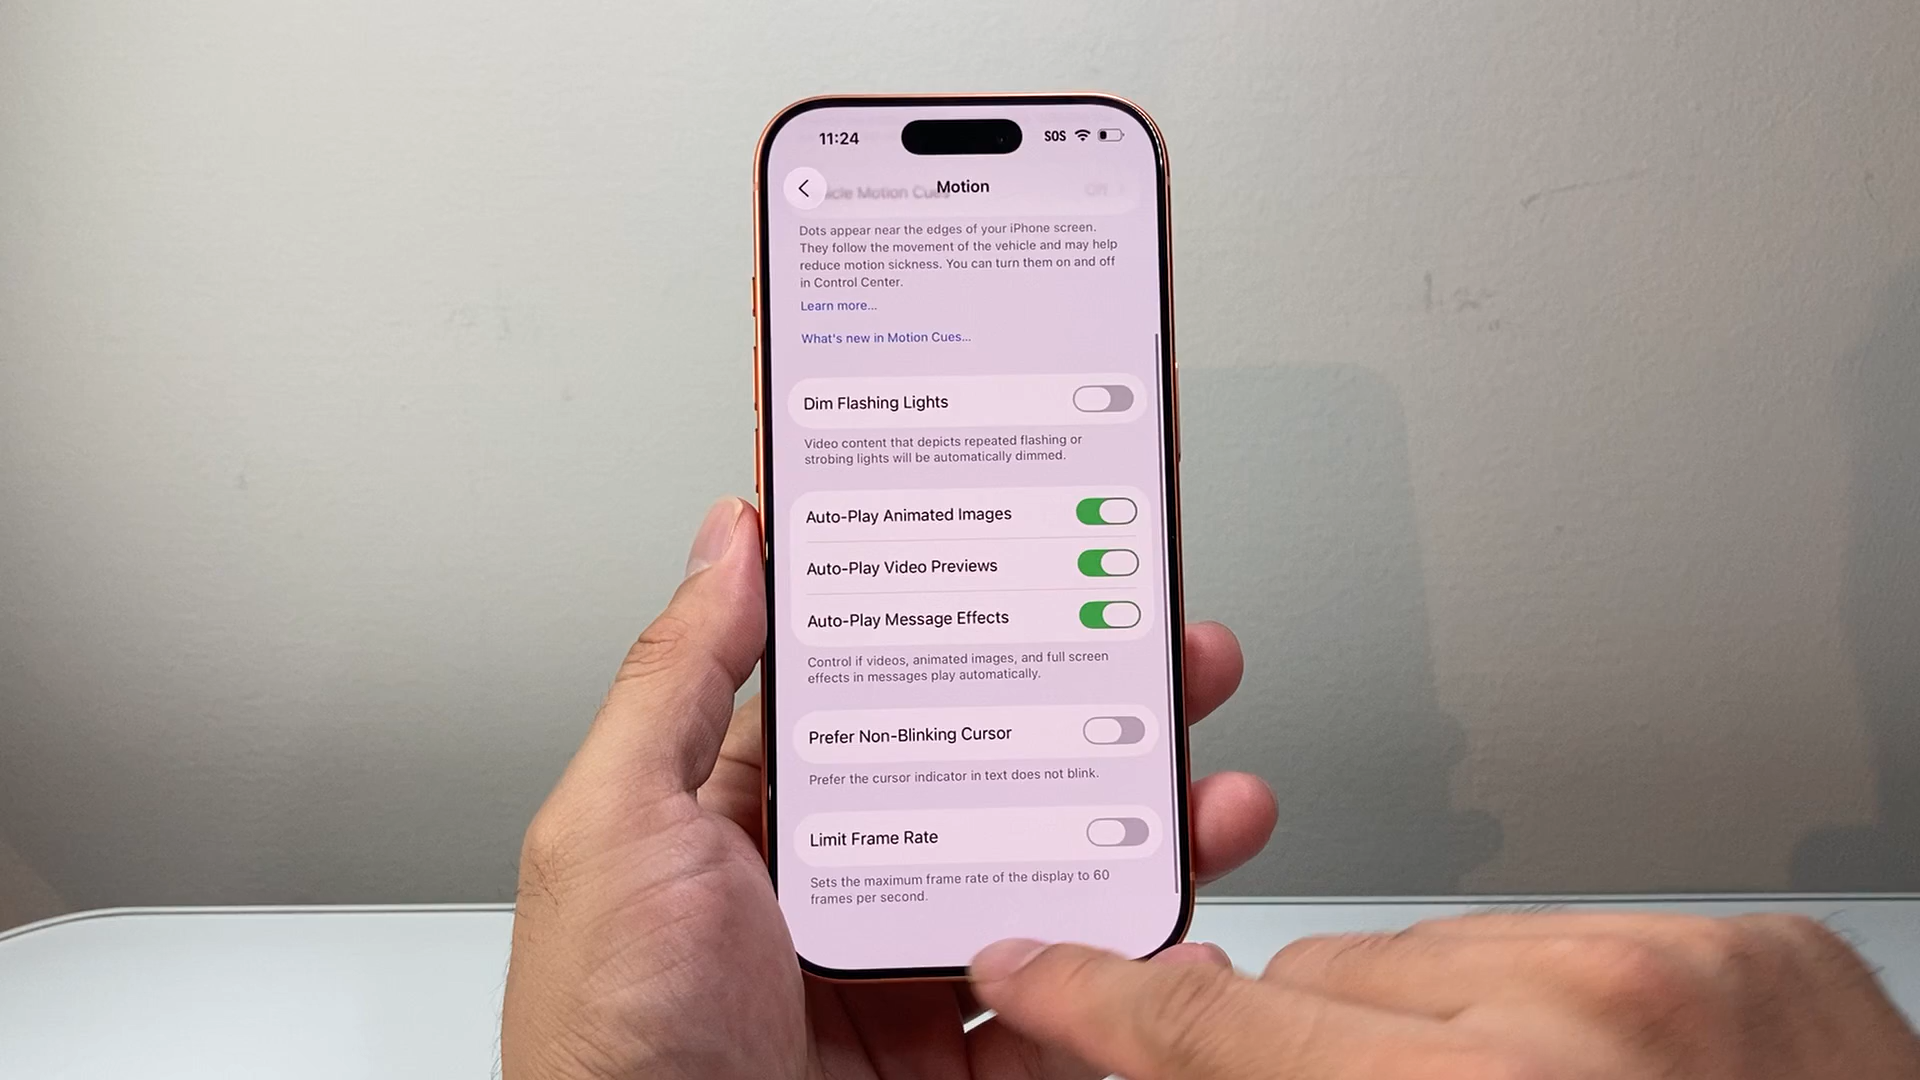 11:24 SOS
Motion
Dots appear near the edges of your iPhone screen.
They follow the movement of the vehicle and may help
reduce motion sickness. You can turn them on and off
in Control Center.
Learn more...
What's new in Motion Cues...
Dim Flashing Lights
Video content that depicts repeated flashing or
strobing lights will be automatically dimmed.
Auto-Play Animated Images
Auto-Play Video Previews
Auto-Play Message Effects
Control if videos, animated images, and full screen
effects in messages play automatically.
Prefer Non-Blinking Cursor
Prefer the cursor indicator in text does not blink.
Limit Frame Rate
Sets the maximum frame rate of the display to 60
frames per second.